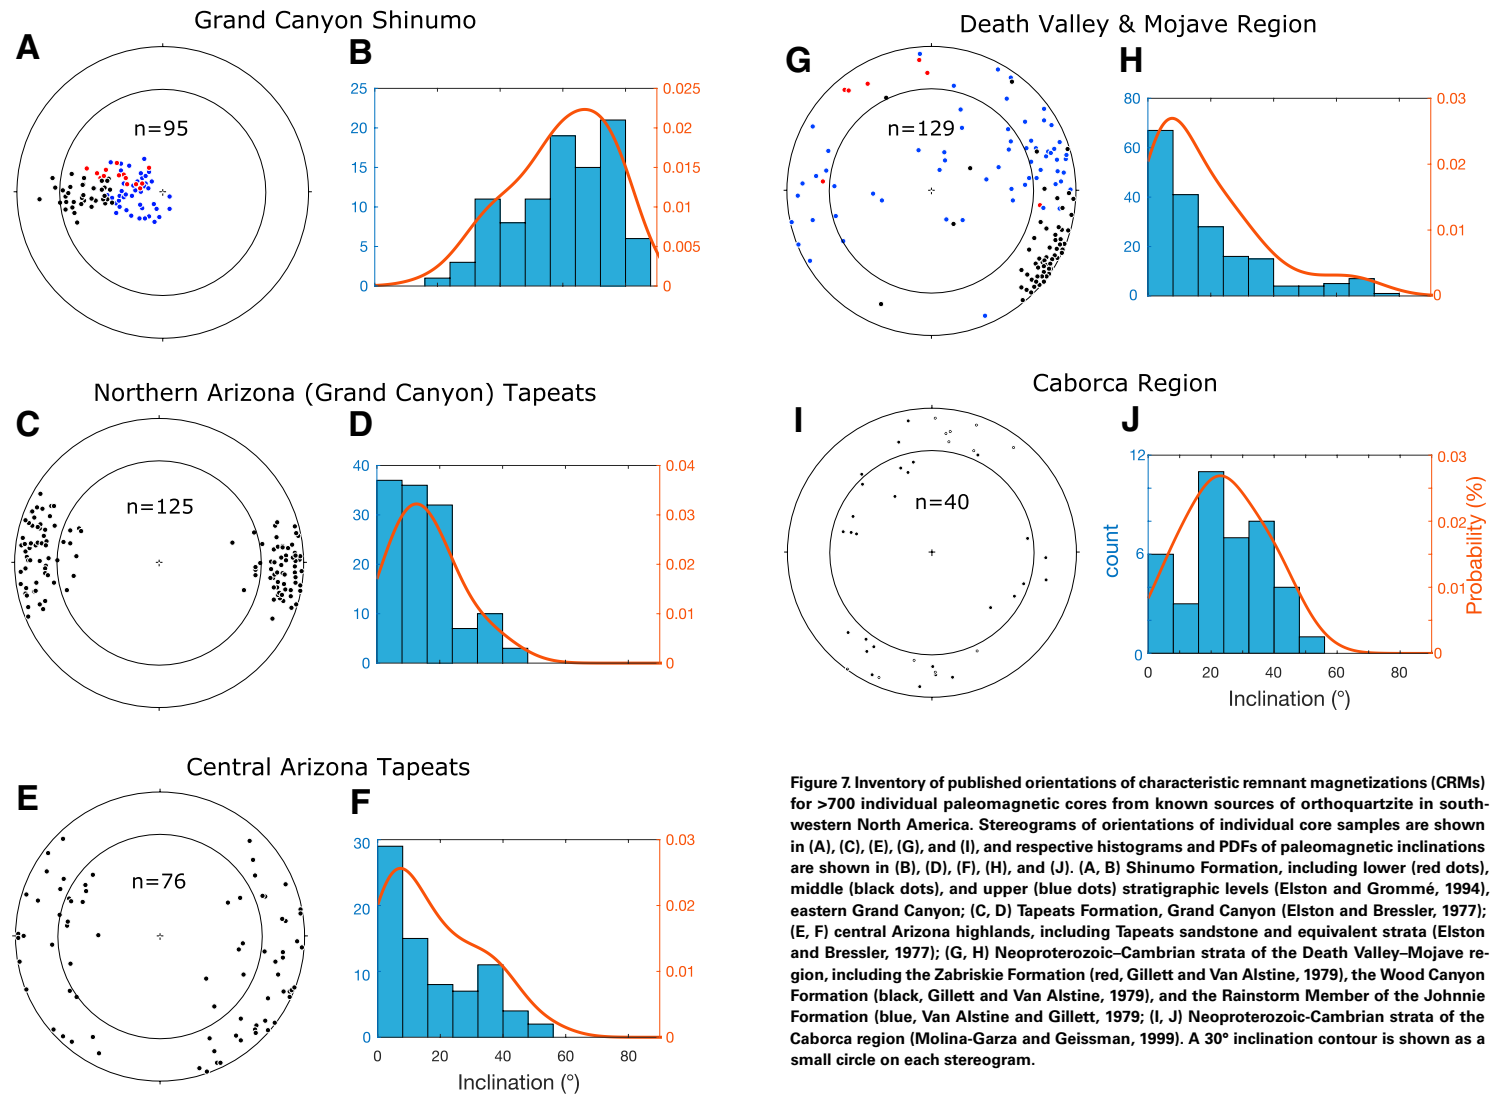 Grand Canyon Shinumo
A
n=95
B
25
20
15
10
5
0
0.025
0.02
0.015
0.01
0.005
0
Northern Arizona (Grand Canyon) Tapeats
C
n=125
D
40
30
20
10
0
0.04
0.03
0.02
0.01
0
20
40
60
80
Central Arizona Tapeats
E
n=76
F
30
20
10
0
0.03
0.02
0.01
0
0
20
40
60
80
Inclination (°)
Death Valley & Mojave Region
G
n=129
H
80
60
40
20
0
0.03
0.02
0.01
0
Caborca Region
I
n=40
J
12
6
0
count
0.03
0.02
0.01
0
Probability (%)
0
20
40
60
80
Inclination (°)
Figure 7. Inventory of published orientations of characteristic remnant magnetizations (CRMs)
for >700 individual paleomagnetic cores from known sources of orthoquartzite in south-
western North America. Stereograms of orientations of individual core samples are shown
in (A), (C), (E), (G), and (I), and respective histograms and PDFs of paleomagnetic inclinations
are shown in (B), (D), (F), (H), and (J). (A, B) Shinumo Formation, including lower (red dots),
middle (black dots), and upper (blue dots) stratigraphic levels (Elston and Grommé, 1994),
eastern Grand Canyon; (C, D) Tapeats Formation, Grand Canyon (Elston and Bressler, 1977);
(E, F) central Arizona highlands, including Tapeats sandstone and equivalent strata (Elston
and Bressler, 1977); (G, H) Neoproterozoic–Cambrian strata of the Death Valley–Mojave re-
gion, including the Zabriskie Formation (red, Gillett and Van Alstine, 1979), the Wood Canyon
Formation (black, Gillett and Van Alstine, 1979), and the Rainstorm Member of the Johnnie
Formation (blue, Van Alstine and Gillett, 1979; (I, J) Neoproterozoic-Cambrian strata of the
Caborca region (Molina-Garza and Geissman, 1999). A 30° inclination contour is shown as a
small circle on each stereogram.